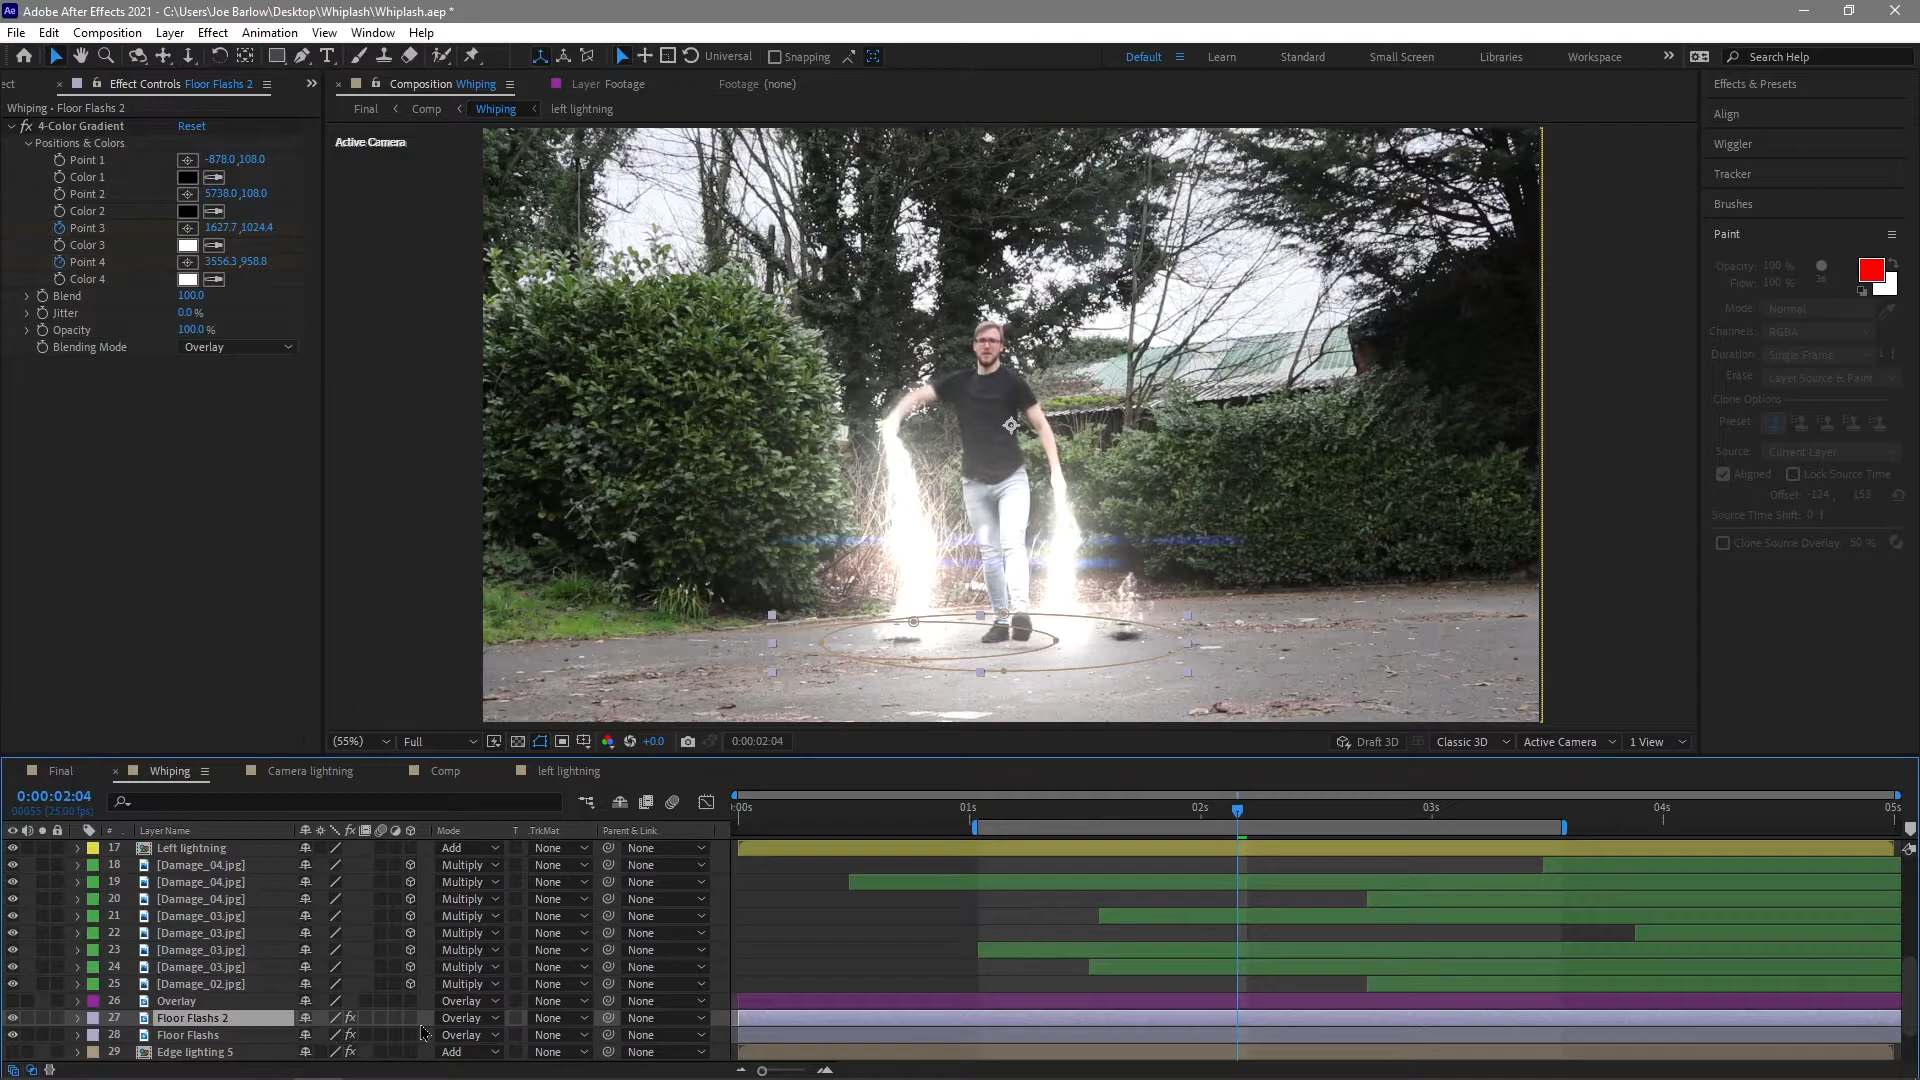 Adobe After Effects 2021 - C:\Users\Joe Barlow\Desktop\Whiplash\Whiplash.aep *
File Edit Composition Layer Effect Animation View Window Help
Universal Snapping Default Learn Standard Small Screen Libraries Workspace Search Help
ect Effect Controls Floor Flashs 2 Composition Whiping Layer Footage Footage (none) Effects & Presets
Whiping • Floor Flashs 2 Final Comp Whiping left lightning
Align
4-Color Gradient Reset
Positions & Colors Active Camera Wiggler
Point 1 -878.0 ,108.0
Color 1 Tracker
Point 2 5738.0 ,108.0
Color 2 Brushes
Point 3 1627.7 ,1024.4
Color 3 Paint
Point 4 3556.3 ,958.8 Opacity: 100 %
Color 4 Flow: 100 % 16
Blend 100.0
Jitter 0.0 % Mode: Normal
Opacity 100.0 % Channels: RGBA
Blending Mode Overlay Duration: Single Frame
Erase: Layer Source & Paint
Clone Options
Preset:
Source: Current Layer
Aligned Lock Source Time
Offset: -124 , 153
Source Time Shift: 0 f
Clone Source Overlay: 50 %
(55%) Full +0.0 0:00:02:04 Draft 3D Classic 3D Active Camera 1 View
Final Whiping Camera lightning Comp left lightning
0:00:02:04
00055 (25.00 fps)
:00s 01s 02s 03s 04s 05s
# Layer Name Mode T .TrkMat Parent & Link
17 Left lightning Add None None
18 [Damage_04.jpg] Multiply None None
19 [Damage_04.jpg] Multiply None None
20 [Damage_04.jpg] Multiply None None
21 [Damage_03.jpg] Multiply None None
22 [Damage_03.jpg] Multiply None None
23 [Damage_03.jpg] Multiply None None
24 [Damage_03.jpg] Multiply None None
25 [Damage_02.jpg] Multiply None None
26 Overlay Overlay None None
27 Floor Flashs 2 Overlay None None
28 Floor Flashs Overlay None None
29 Edge lighting 5 Add None None